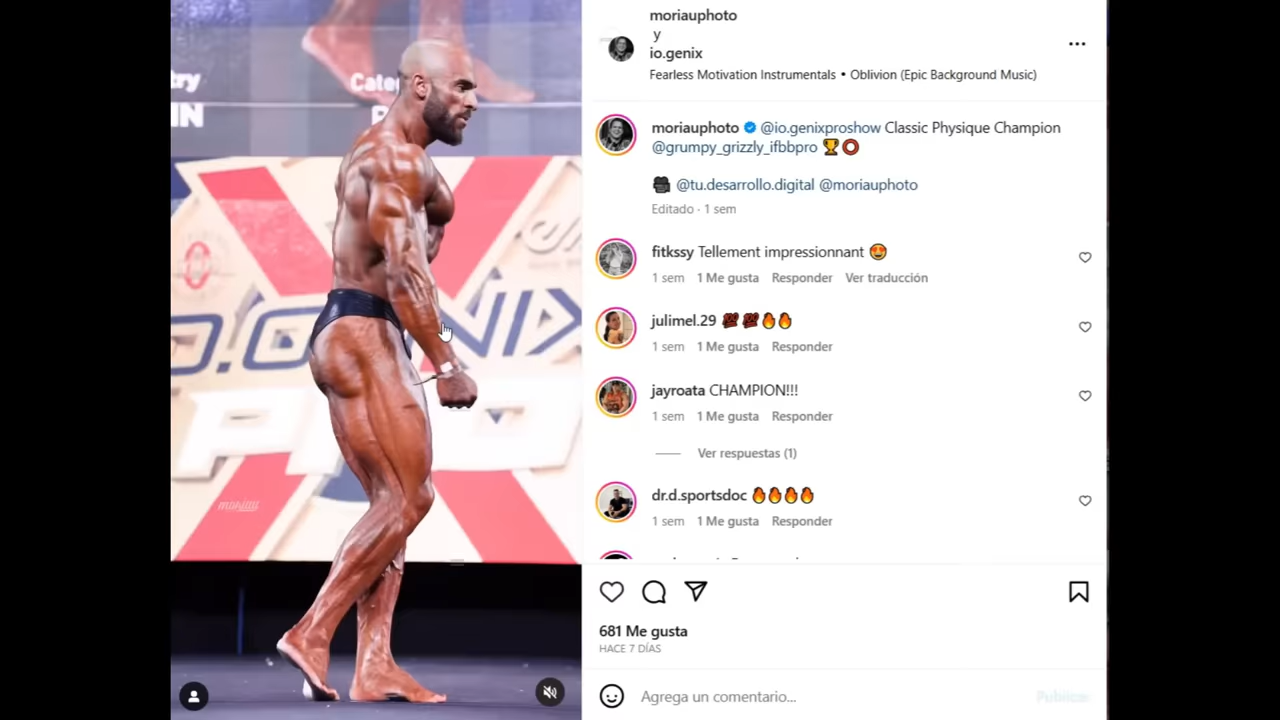 moriauphoto
y
io.genix
Fearless Motivation Instrumentals • Oblivion (Epic Background Music)
moriauphoto @io.genixproshow Classic Physique Champion
@grumpy_grizzly_ifbbpro 🏆⭕
🎥 @tu.desarrollo.digital @moriauphoto
Editado · 1 sem
fitkssy Tellement impressionnant 😍
1 sem 1 Me gusta Responder Ver traducción
julimel.29 💯💯🔥🔥
1 sem 1 Me gusta Responder
jayroata CHAMPION!!!
1 sem 1 Me gusta Responder
Ver respuestas (1)
dr.d.sportsdoc 🔥🔥🔥🔥
1 sem 1 Me gusta Responder
681 Me gusta
HACE 7 DÍAS
Agrega un comentario...
Publicar